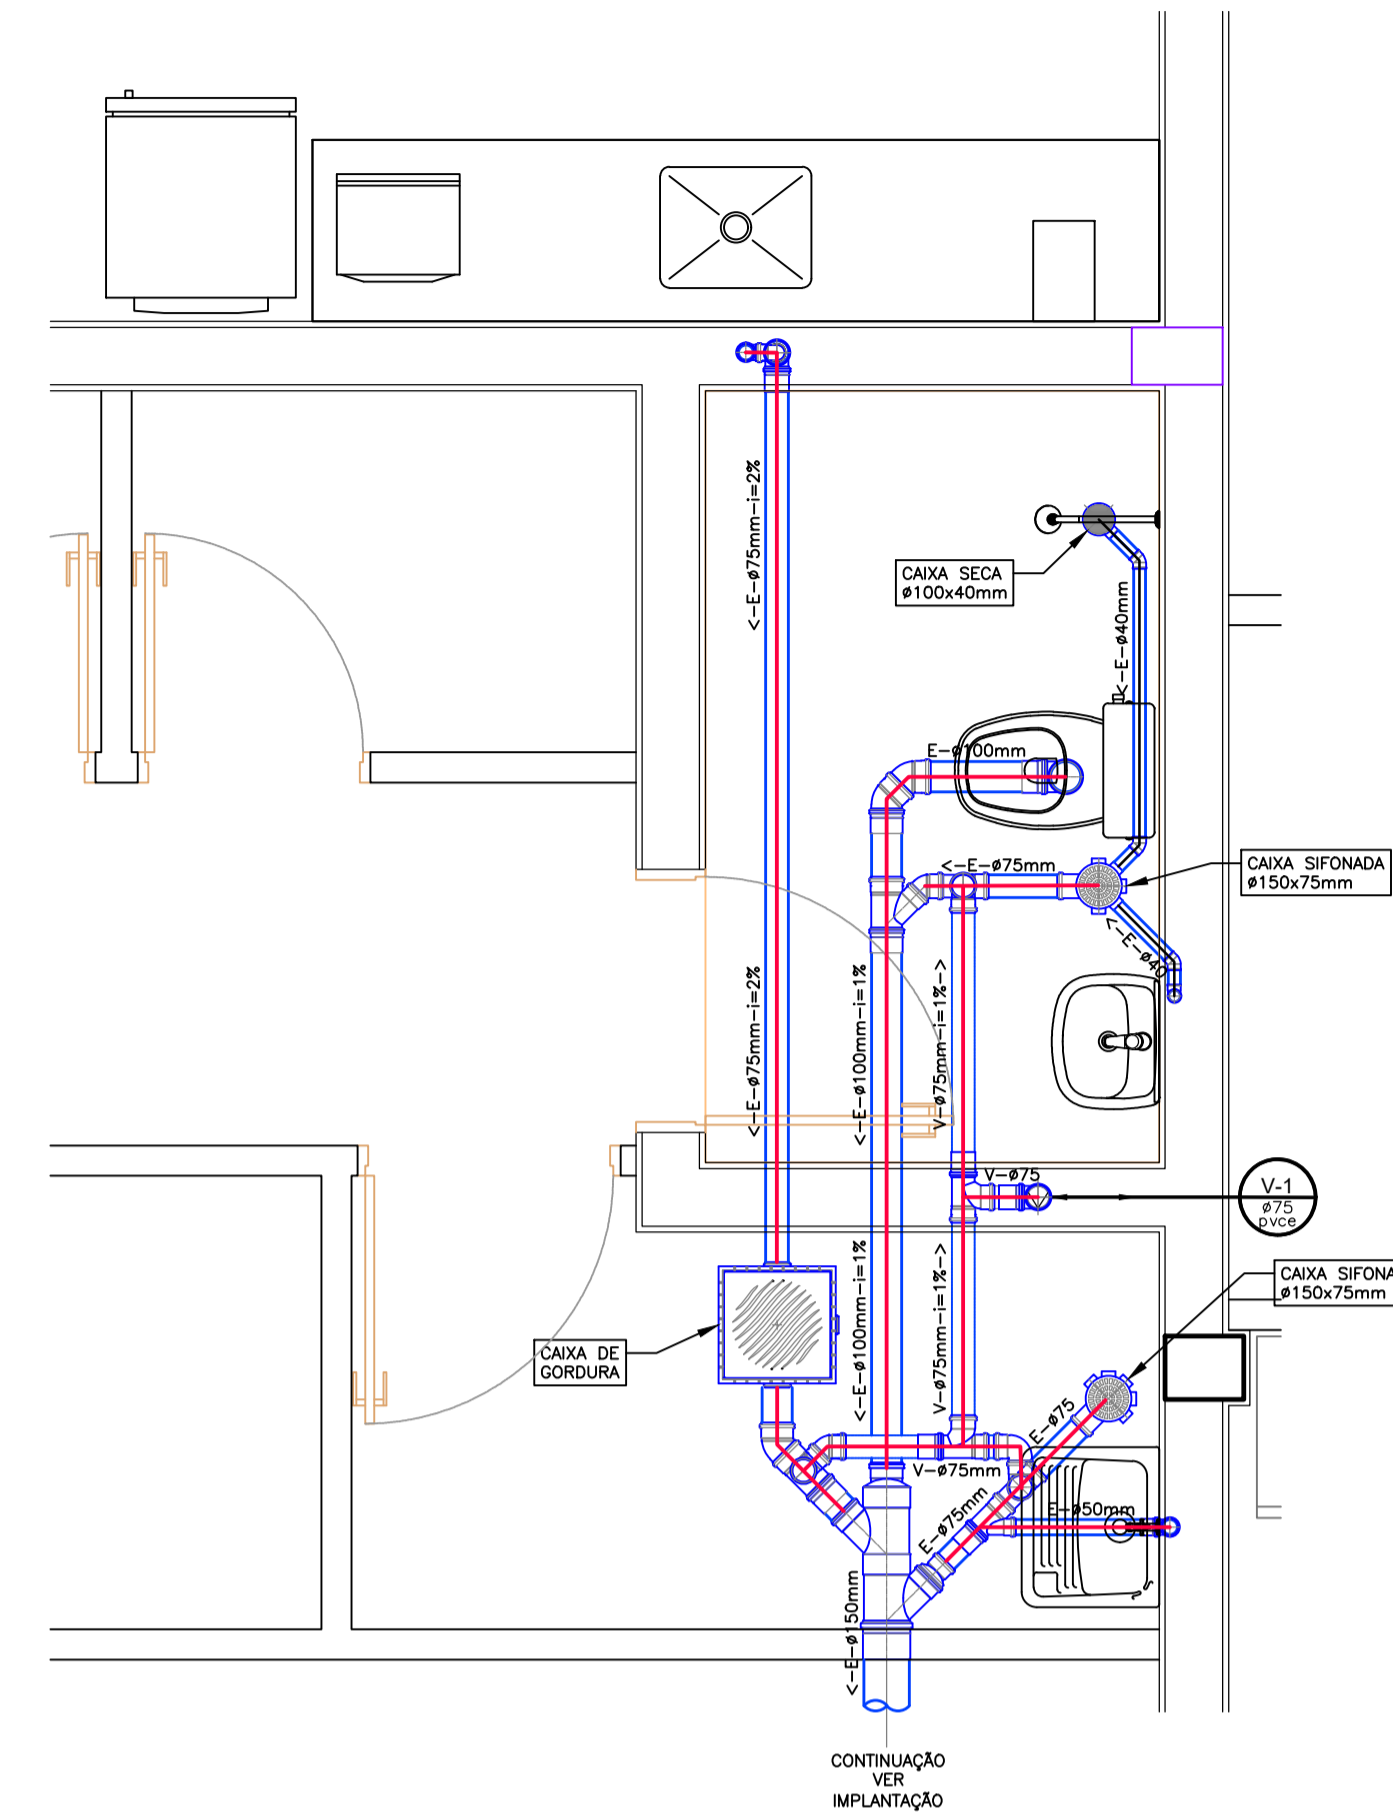 <-E-ø75mm-i=2%
CAIXA SECA
ø100x40mm
<-E-ø40mm
E-ø100mm
<-E-ø75mm
CAIXA SIFONADA
ø150x75mm
<-E-ø40
<-E-ø75mm-i=2%
<-E-ø100mm-i=1%
V-ø75mm-i=1%->
V-ø75
V-1
ø75
pvce
<-E-ø100mm-i=1%
V-ø75mm-i=1%->
CAIXA SIFONA
ø150x75mm
CAIXA DE
GORDURA
E-ø75
V-ø75mm
E-ø75mm
E-ø50mm
<-E-ø150mm
CONTINUAÇÃO
VER
IMPLANTAÇÃO